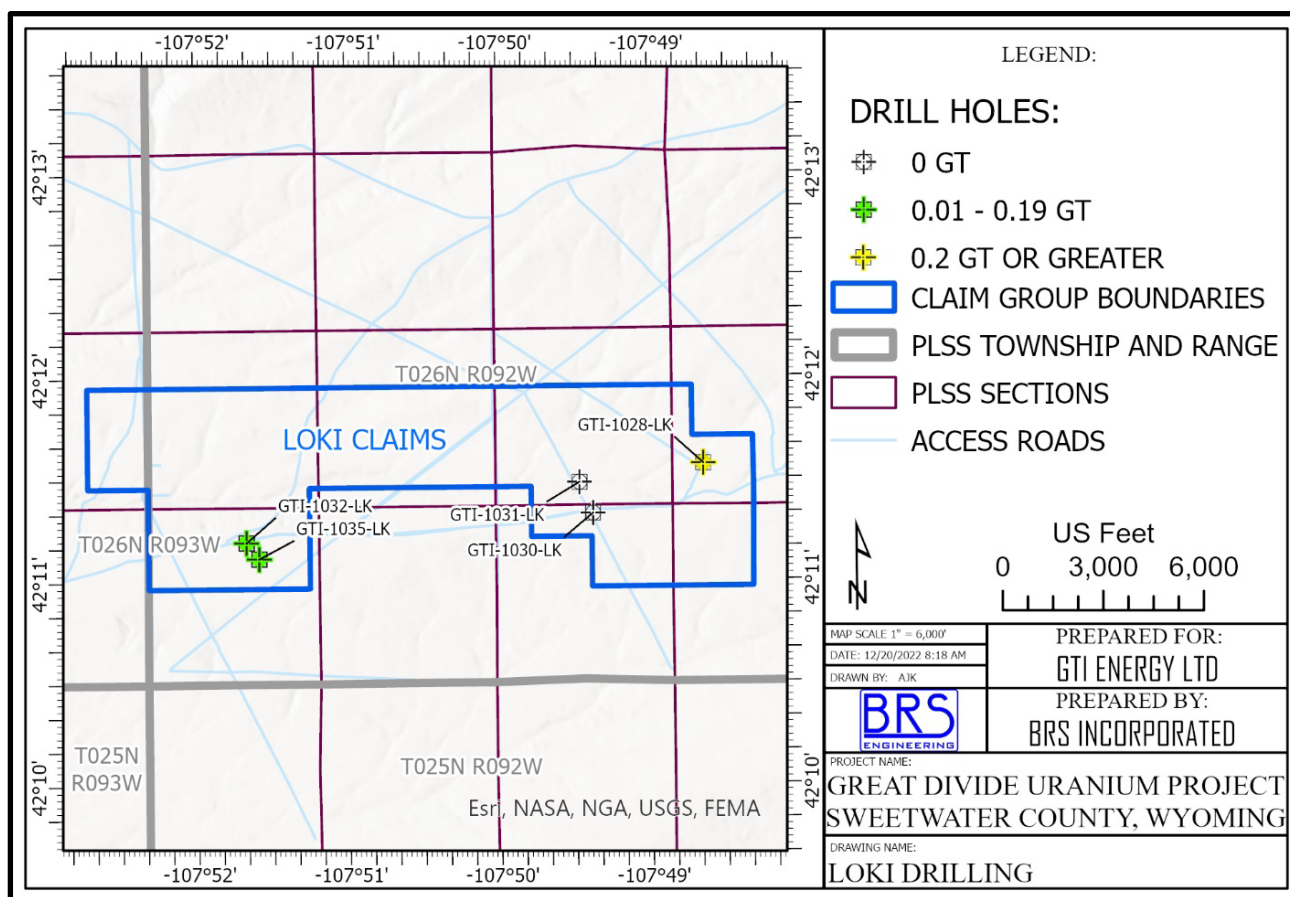 -107°52' -107°51' -107°50' -107°49'
42°13' 42°13'
42°12' 42°12'
T026N R092W
GTI-1028-LK
LOKI CLAIMS
GTI-1032-LK
GTI-1031-LK
GTI-1035-LK
T026N R093W
GTI-1030-LK
42°11' 42°11'
T025N
R093W
T025N R092W
42°10' 42°10'
Esri, NASA, NGA, USGS, FEMA
-107°52' -107°51' -107°50' -107°49'
LEGEND:
DRILL HOLES:
0 GT
0.01 - 0.19 GT
0.2 GT OR GREATER
CLAIM GROUP BOUNDARIES
PLSS TOWNSHIP AND RANGE
PLSS SECTIONS
ACCESS ROADS
N
US Feet
0 3,000 6,000
MAP SCALE 1" = 6,000'
DATE: 12/20/2022 8:18 AM
DRAWN BY: AJK
PREPARED FOR:
GTI ENERGY LTD
BRS
ENGINEERING
PREPARED BY:
BRS INCORPORATED
PROJECT NAME:
GREAT DIVIDE URANIUM PROJECT
SWEETWATER COUNTY, WYOMING
DRAWING NAME:
LOKI DRILLING